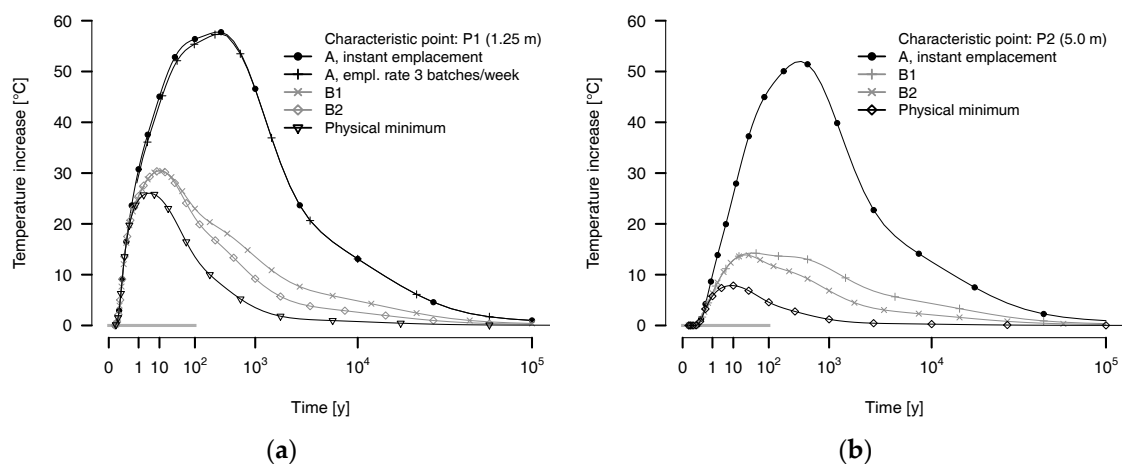 Characteristic point: P1 (1.25 m)
A, instant emplacement
A, empl. rate 3 batches/week
B1
B2
Physical minimum
Temperature increase [°C]
60
50
40
30
20
10
0
0 1 10 10² 10³ 10⁴ 10⁵
Time [y]
(a)
Characteristic point: P2 (5.0 m)
A, instant emplacement
B1
B2
Physical minimum
Temperature increase [°C]
60
50
40
30
20
10
0
0 1 10 10² 10³ 10⁴ 10⁵
Time [y]
(b)